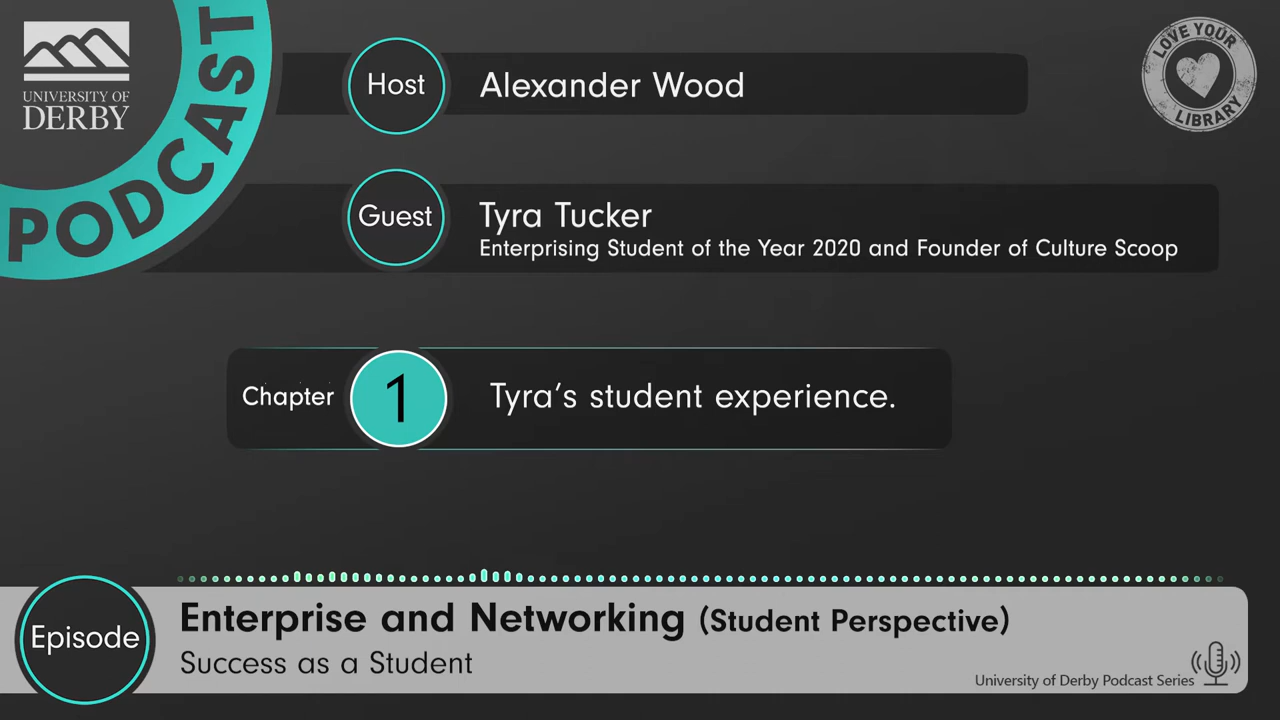 UNIVERSITY OF
DERBY
PODCAST
Host
Alexander Wood
LOVE YOUR
LIBRARY
Guest
Tyra Tucker
Enterprising Student of the Year 2020 and Founder of Culture Scoop
Chapter
1
Tyra’s student experience.
Episode
Enterprise and Networking (Student Perspective)
Success as a Student
University of Derby Podcast Series